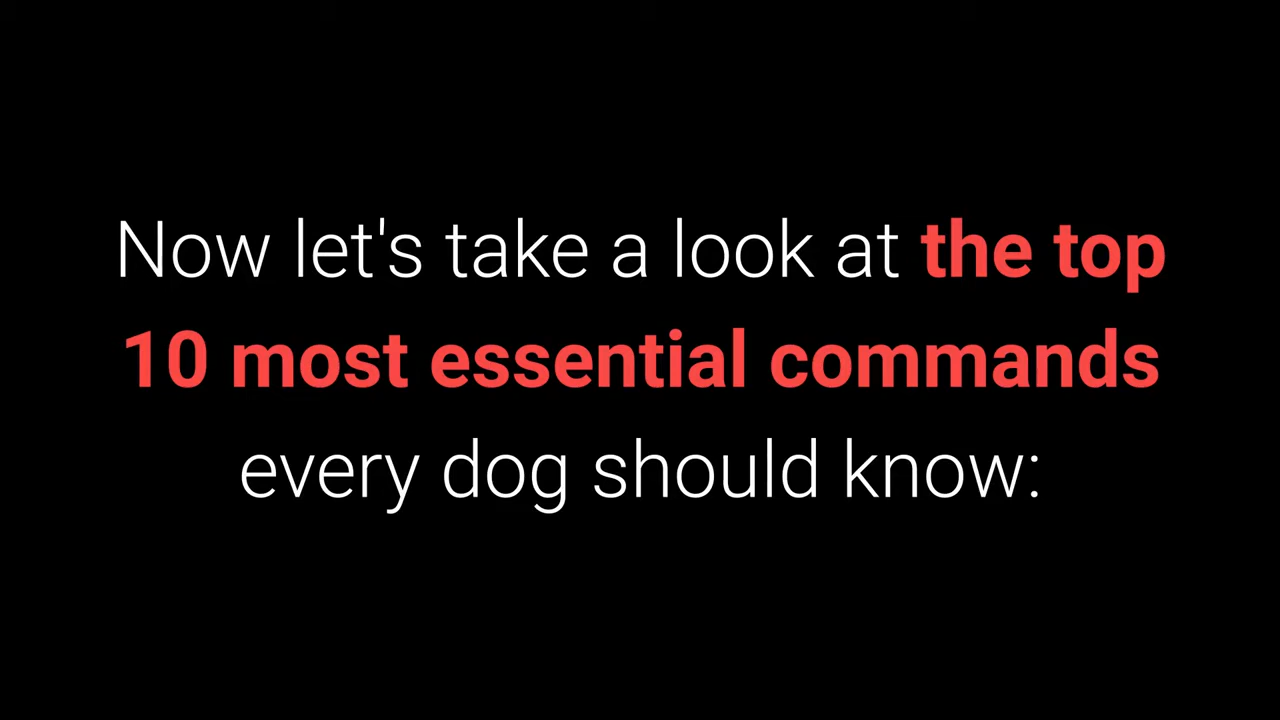 Now let's take a look at the top
10 most essential commands
every dog should know: